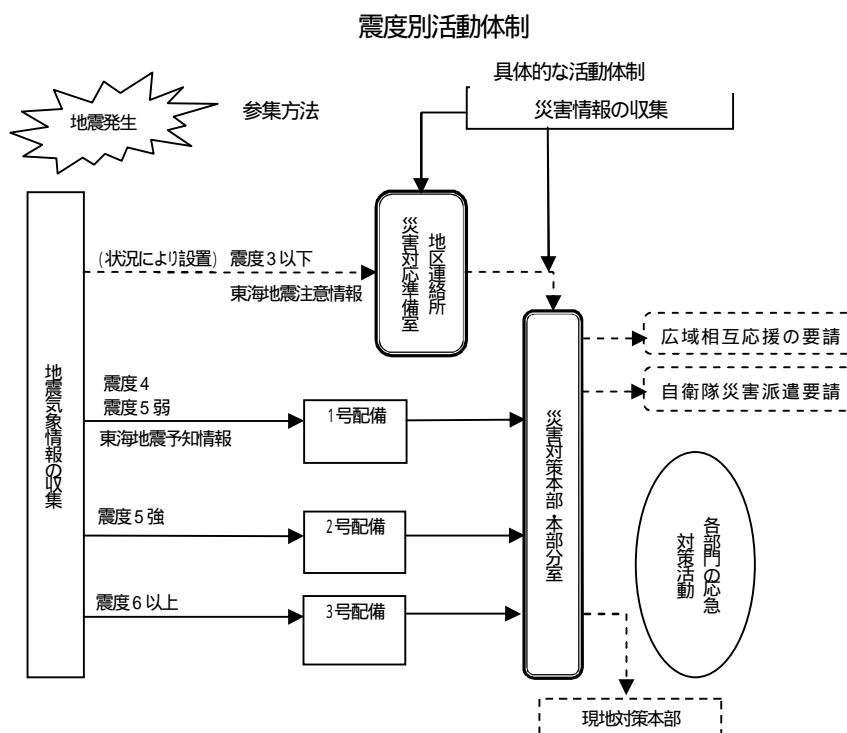 震度別活動体制
具体的な活動体制
地震発生
参集方法
災害情報の収集
(状況により設置) 震度3以下
東海地震注意情報
地区連絡所
災害対応準備室
広域相互応援の要請
自衛隊災害派遣要請
地震気象情報の収集
震度4
震度5弱
東海地震予知情報
1号配備
災害対策本部・本部分室
震度5強
2号配備
各部門の応急
対策活動
震度6以上
3号配備
現地対策本部